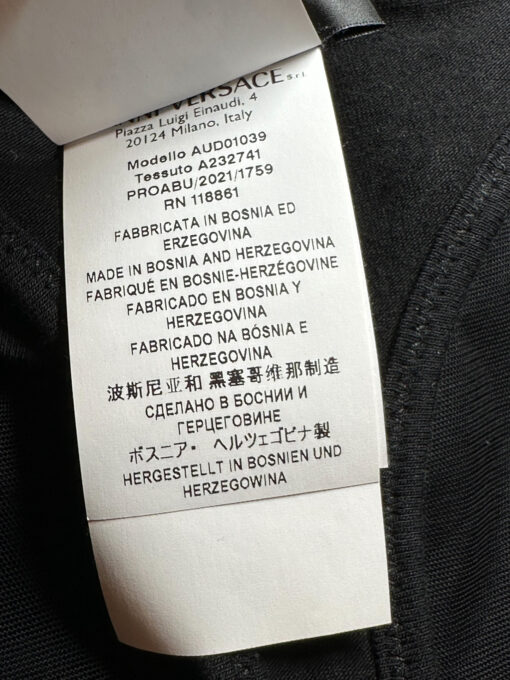 VERSACE s.r.l.
Piazza Luigi Einaudi, 4
20124 Milano, Italy
Modello AUD01039
Tessuto A232741
PROABU/2021/1759
RN 118861
FABBRICATA IN BOSNIA ED
ERZEGOVINA
MADE IN BOSNIA AND HERZEGOVINA
FABRIQUÉ EN BOSNIE-HERZÉGOVINE
FABRICADO EN BOSNIA Y
HERZEGOVINA
FABRICADO NA BÓSNIA E
HERZEGOVINA
波斯尼亚和 黑塞哥维那制造
СДЕЛАНО В БОСНИИ И
ГЕРЦЕГОВИНЕ
ボスニア・ ヘルツェゴビナ製
HERGESTELLT IN BOSNIEN UND
HERZEGOWINA